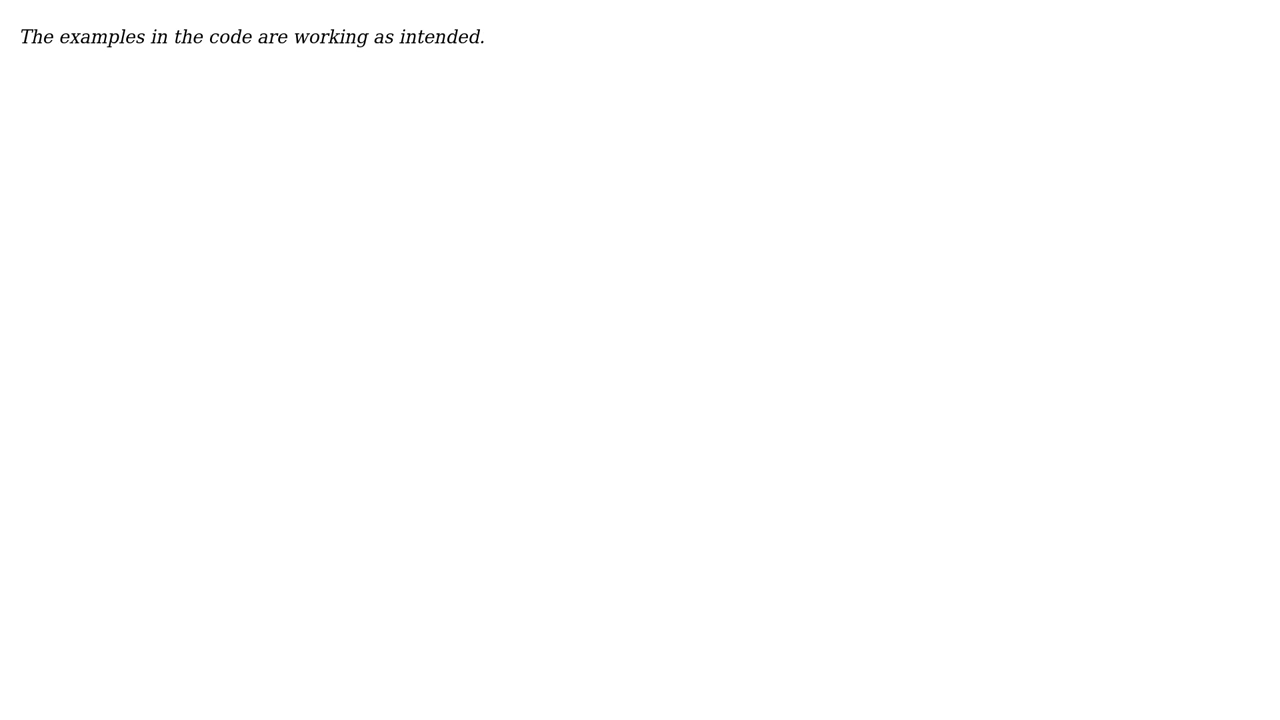 The examples in the code are working as intended.